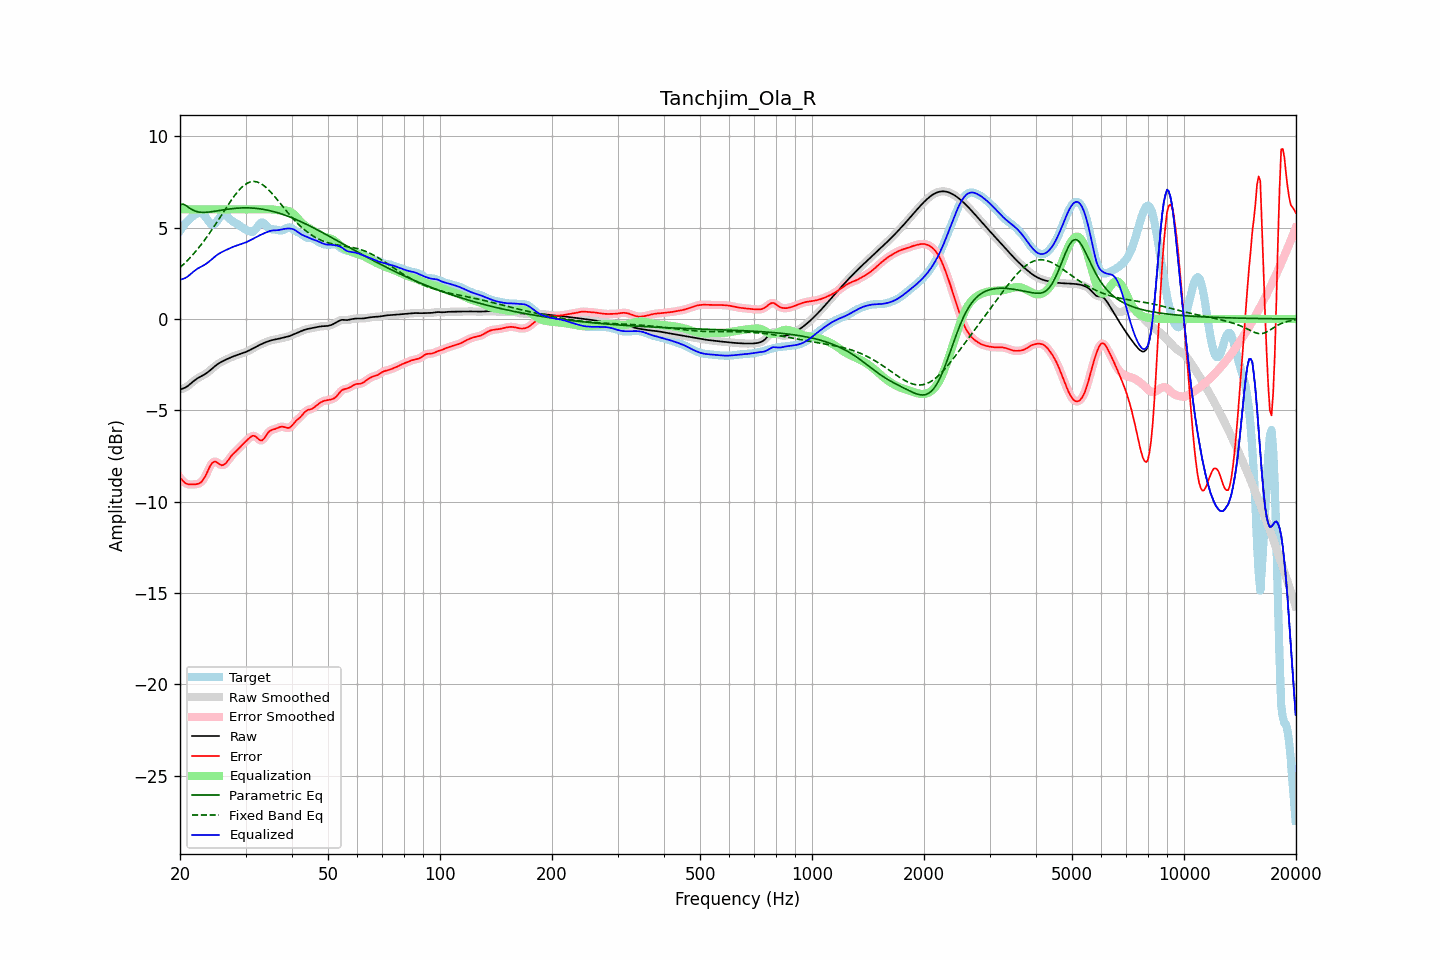 Tanchjim_Ola_R
Amplitude (dBr)
10
5
0
−5
−10
−15
−20
−25
Target
Raw Smoothed
Error Smoothed
Raw
Error
Equalization
Parametric Eq
Fixed Band Eq
Equalized
20 50 100 200 500 1000 2000 5000 10000 20000
Frequency (Hz)